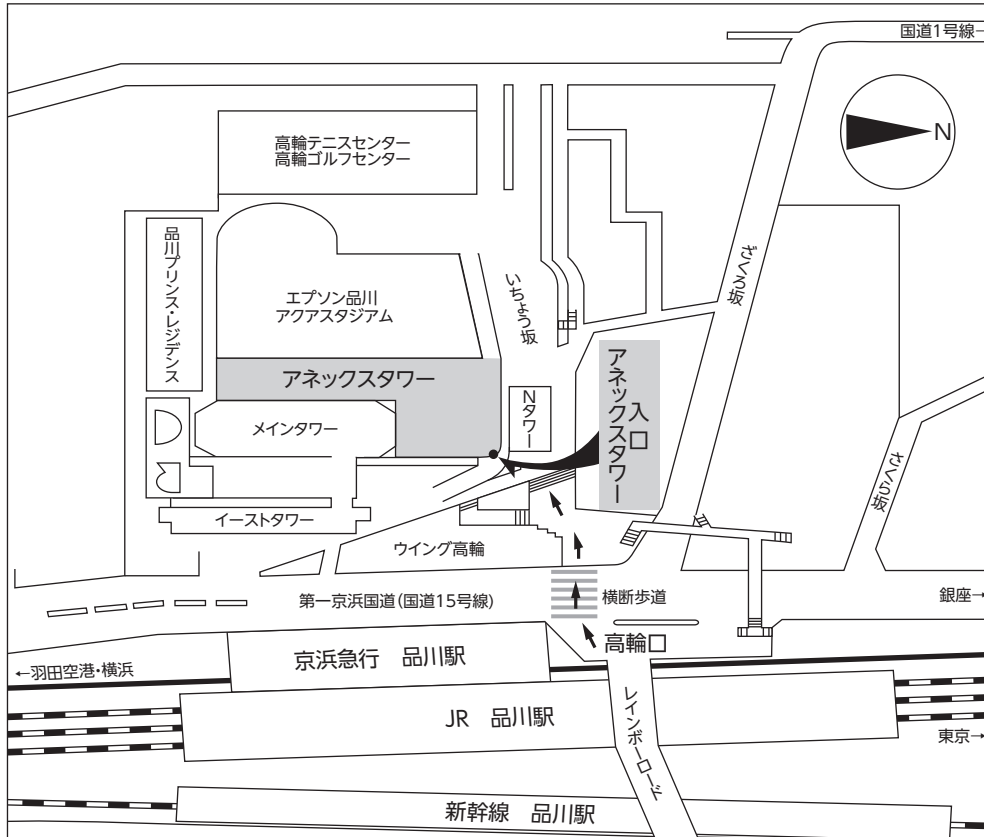 国道1号線→
N
高輪テニスセンター
高輪ゴルフセンター
品川プリンス・レジデンス
エプソン品川
アクアスタジアム
いちょう坂
ざくろ坂
アネックスタワー
Nタワー
アネックスタワー
入口
メインタワー
さくら坂
イーストタワー
ウイング高輪
第一京浜国道(国道15号線)
横断歩道
銀座→
高輪口
京浜急行 品川駅
←羽田空港・横浜
レインボーロード
JR 品川駅
東京→
新幹線 品川駅